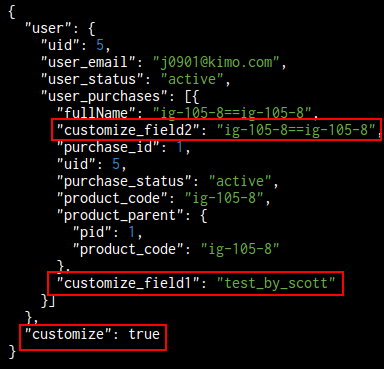 {
"user": {
"uid": 5,
"user_email": "j0901@kimo.com",
"user_status": "active",
"user_purchases": [{
"fullName": "ig-105-8==ig-105-8",
"customize_field2": "ig-105-8==ig-105-8",
"purchase_id": 1,
"uid": 5,
"purchase_status": "active",
"product_code": "ig-105-8",
"product_parent": {
"pid": 1,
"product_code": "ig-105-8"
},
"customize_field1": "test_by_scott"
}]
},
"customize": true
}